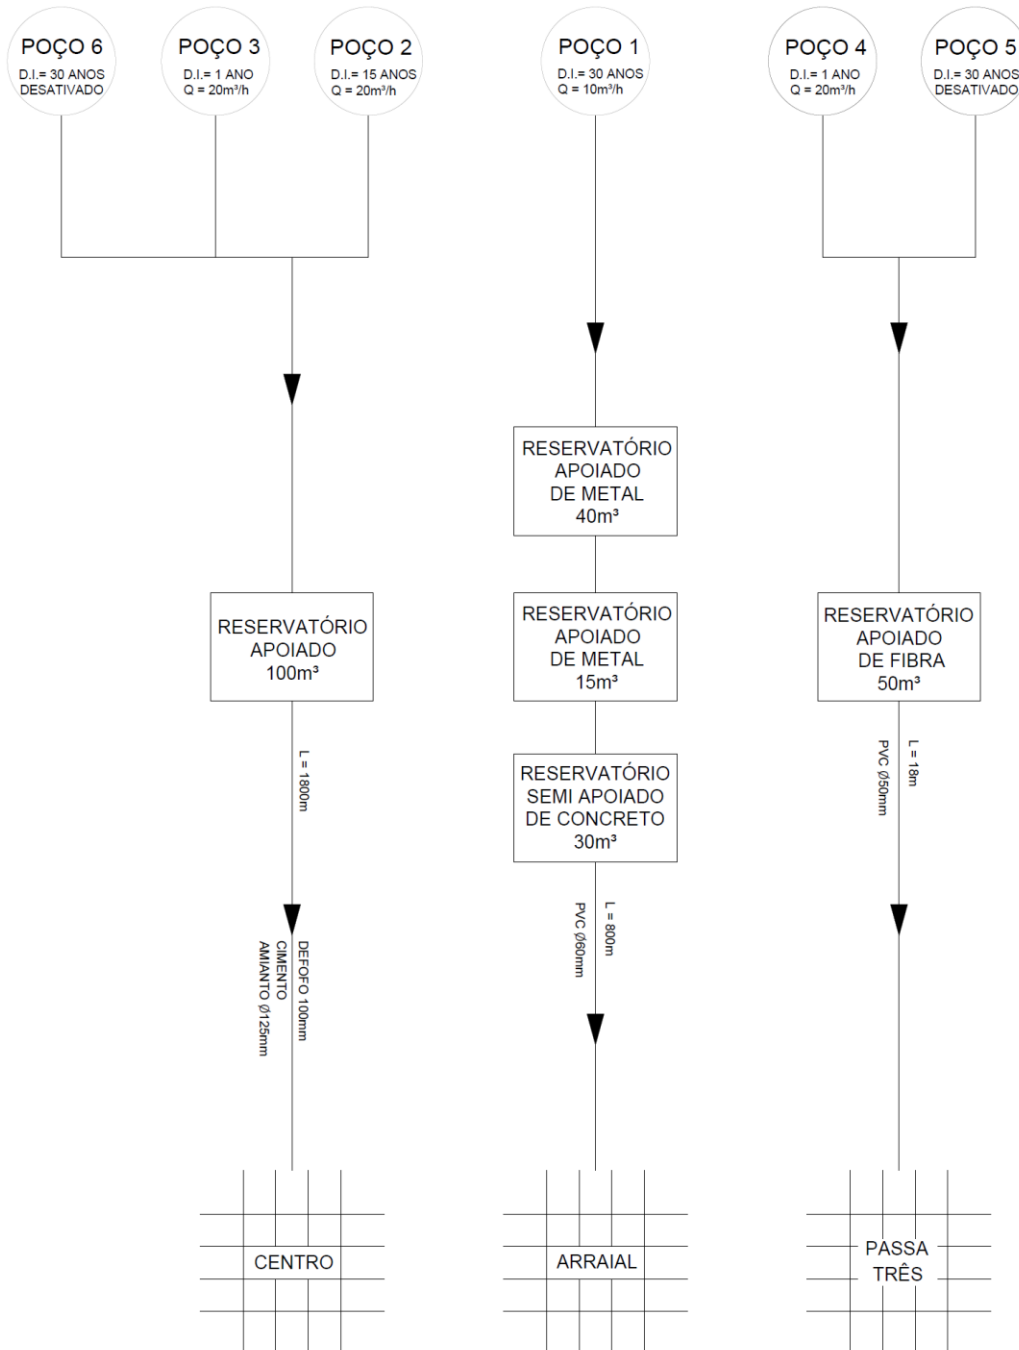 POÇO 6
D.I.= 30 ANOS
DESATIVADO
POÇO 3
D.I.= 1 ANO
Q = 20m³/h
POÇO 2
D.I.= 15 ANOS
Q = 20m³/h
POÇO 1
D.I.= 30 ANOS
Q = 10m³/h
POÇO 4
D.I.= 1 ANO
Q = 20m³/h
POÇO 5
D.I.= 30 ANOS
DESATIVADO
RESERVATÓRIO
APOIADO
DE METAL
40m³
RESERVATÓRIO
APOIADO
100m³
RESERVATÓRIO
APOIADO
DE METAL
15m³
RESERVATÓRIO
APOIADO
DE FIBRA
50m³
L = 1800m
RESERVATÓRIO
SEMI APOIADO
DE CONCRETO
30m³
L = 18m
PVC Ø50mm
DEFOFO 100mm
CIMENTO
AMIANTO Ø125mm
L = 800m
PVC Ø60mm
CENTRO
ARRAIAL
PASSA
TRÊS